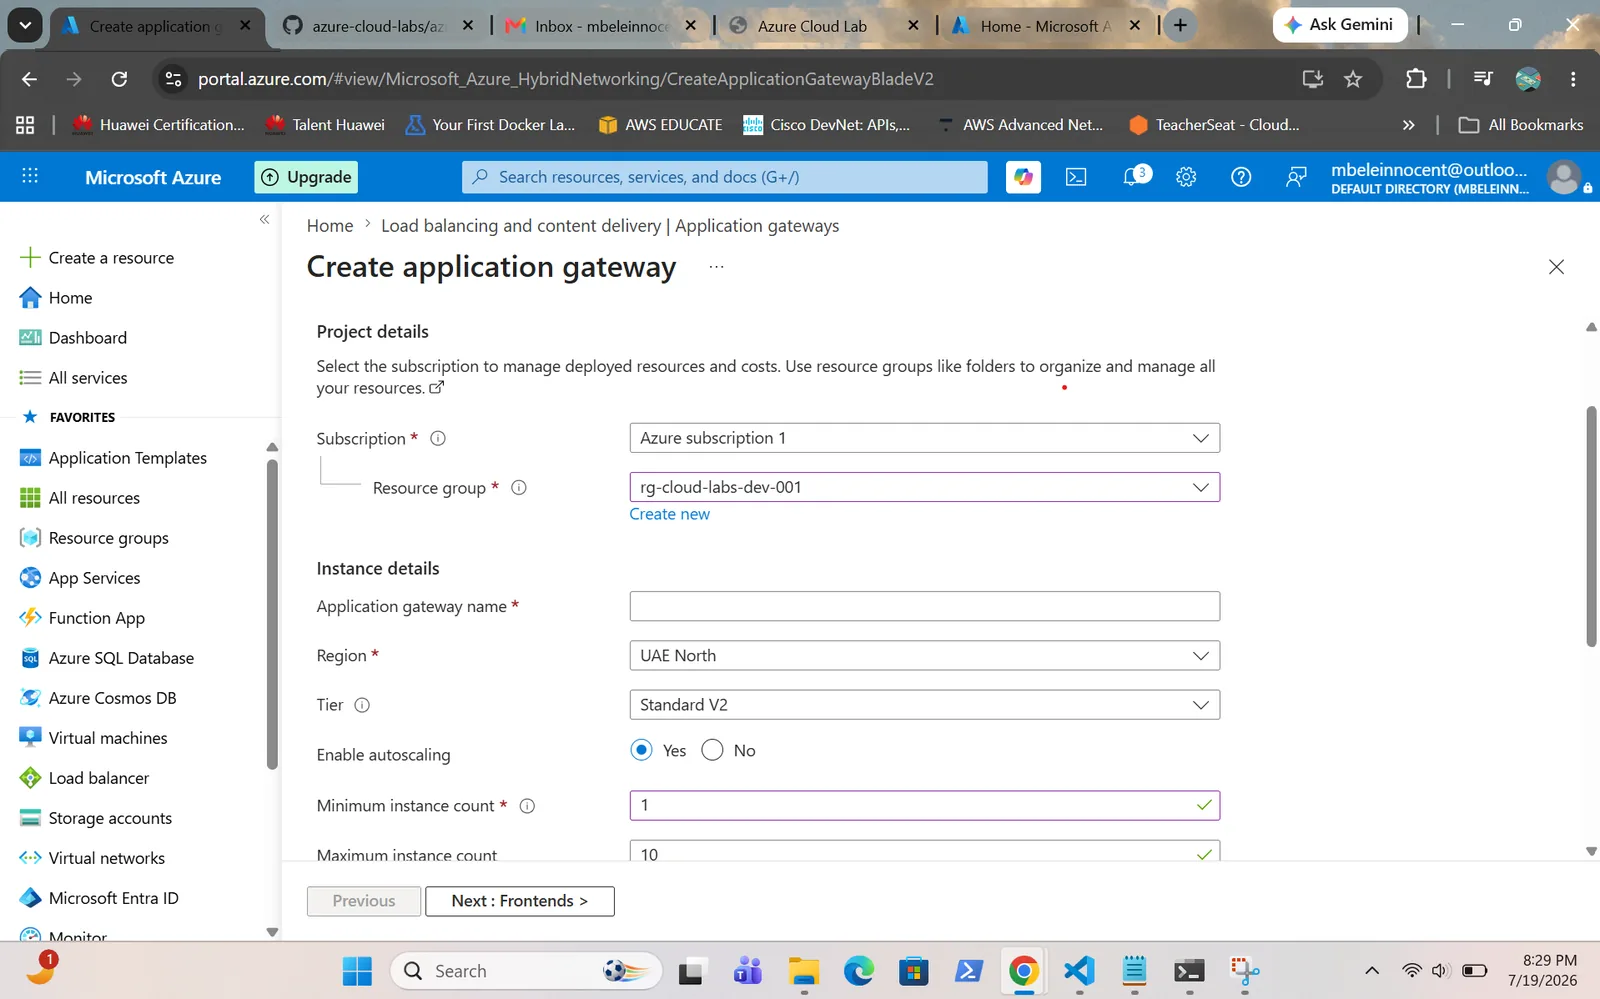 Create application g
azure-cloud-labs/az
Inbox - mbeleinnoce
Azure Cloud Lab
Home - Microsoft A
Ask Gemini
portal.azure.com/#view/Microsoft_Azure_HybridNetworking/CreateApplicationGatewayBladeV2
Huawei Certification...
Talent Huawei
Your First Docker La...
AWS EDUCATE
Cisco DevNet: APIs,...
AWS Advanced Net...
TeacherSeat - Cloud...
All Bookmarks
Microsoft Azure
Upgrade
Search resources, services, and docs (G+/)
3
mbeleinnocent@outloo...
DEFAULT DIRECTORY (MBELEINN...
Create a resource
Home
Dashboard
All services
FAVORITES
Application Templates
All resources
Resource groups
App Services
Function App
Azure SQL Database
Azure Cosmos DB
Virtual machines
Load balancer
Storage accounts
Virtual networks
Microsoft Entra ID
Monitor
Home > Load balancing and content delivery | Application gateways
Create application gateway ...
Project details
Select the subscription to manage deployed resources and costs. Use resource groups like folders to organize and manage all
your resources.
Subscription *
Azure subscription 1
Resource group *
rg-cloud-labs-dev-001
Create new
Instance details
Application gateway name *
Region *
UAE North
Tier
Standard V2
Enable autoscaling
Yes
No
Minimum instance count *
1
Maximum instance count
10
Previous
Next : Frontends >
1
Search
8:29 PM
7/19/2026